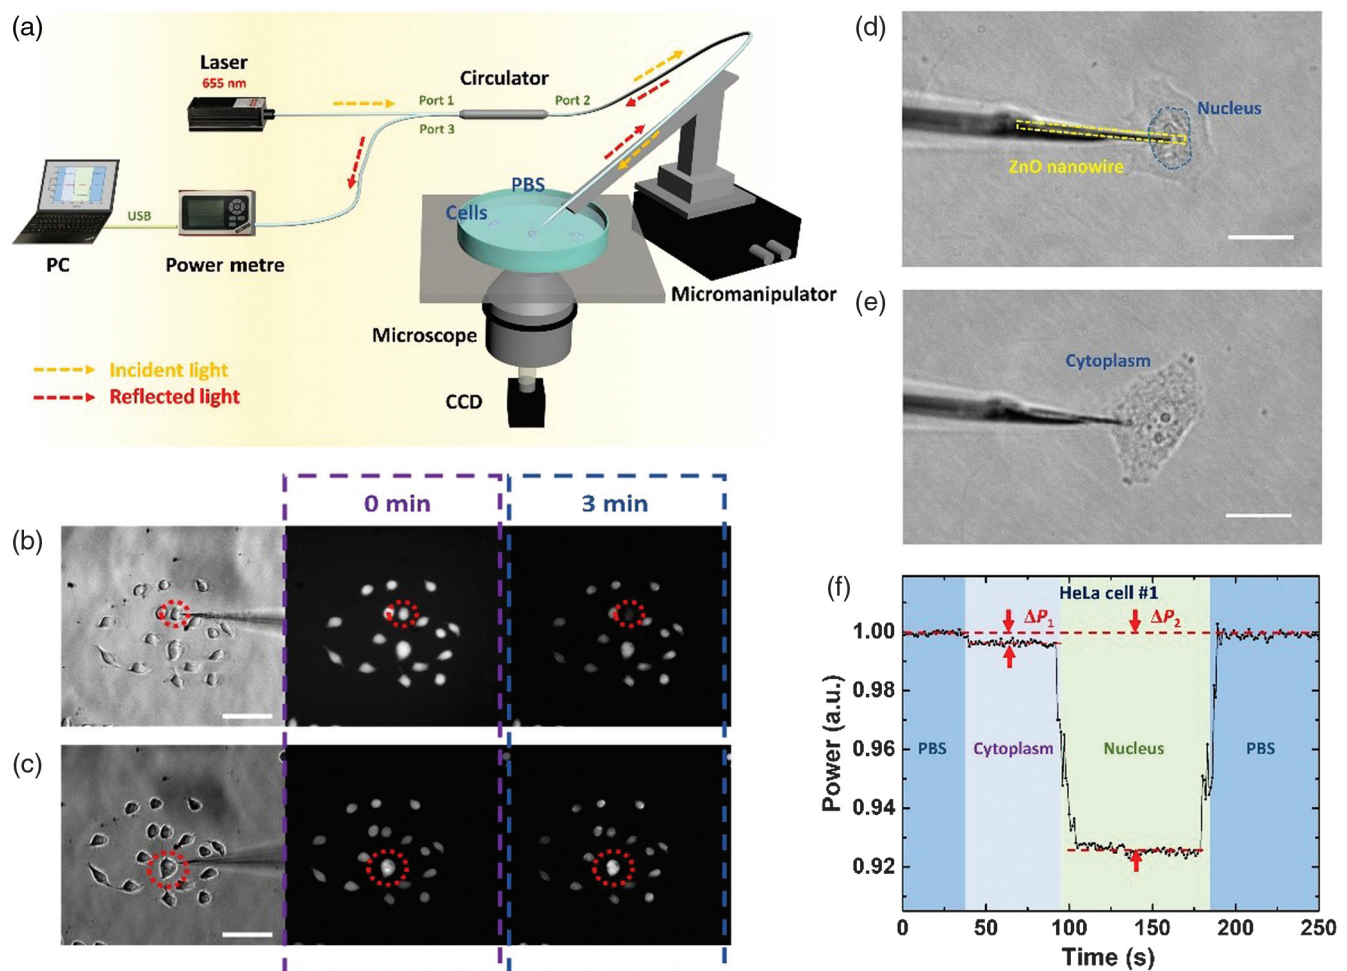 (a)
Laser
655 nm
Circulator
Port 1
Port 2
Port 3
PBS
Cells
USB
PC
Power metre
Micromanipulator
Microscope
CCD
Incident light
Reflected light
0 min
3 min
(b)
(c)
(d)
Nucleus
ZnO nanowire
(e)
Cytoplasm
(f)
HeLa cell #1
ΔP1
ΔP2
1.00
0.98
0.96
0.94
0.92
Power (a.u.)
PBS
Cytoplasm
Nucleus
PBS
0
50
100
150
200
250
Time (s)